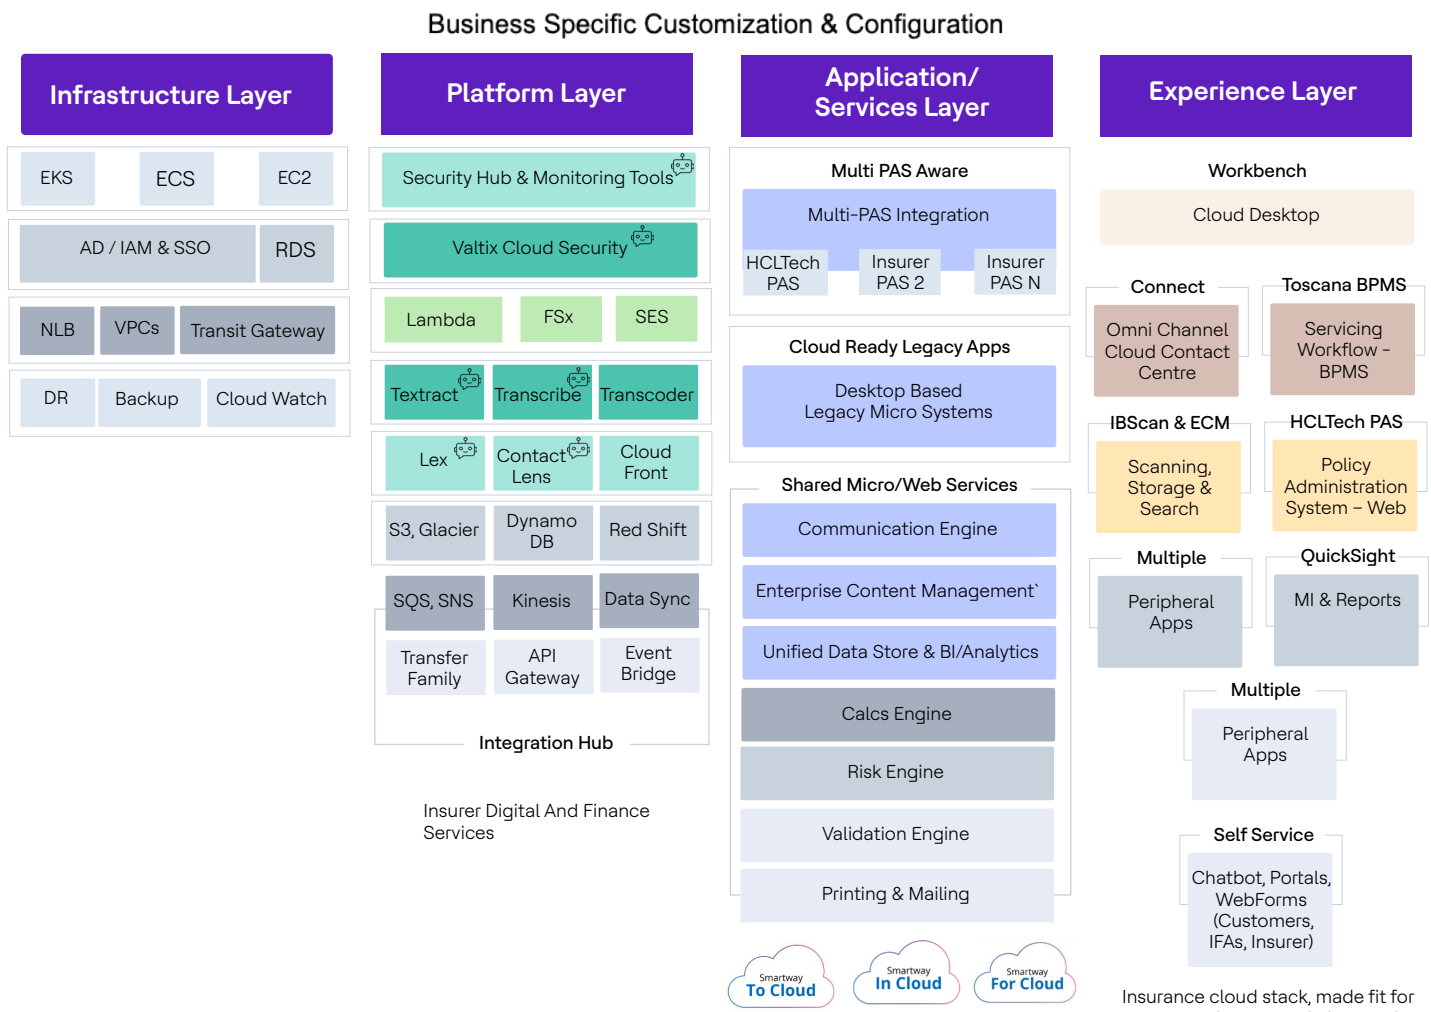 Business Specific Customization & Configuration
Infrastructure Layer
EKS
ECS
EC2
AD / IAM & SSO
RDS
NLB
VPCs
Transit Gateway
DR
Backup
Cloud Watch
Platform Layer
Security Hub & Monitoring Tools
Valtix Cloud Security
Lambda
FSx
SES
Textract
Transcribe
Transcoder
Lex
Contact
Lens
Cloud
Front
S3, Glacier
Dynamo
DB
Red Shift
SQS, SNS
Kinesis
Data Sync
Transfer
Family
API
Gateway
Event
Bridge
Integration Hub
Insurer Digital And Finance
Services
Application/
Services Layer
Multi PAS Aware
Multi-PAS Integration
HCLTech
PAS
Insurer
PAS 2
Insurer
PAS N
Cloud Ready Legacy Apps
Desktop Based
Legacy Micro Systems
Shared Micro/Web Services
Communication Engine
Enterprise Content Management`
Unified Data Store & BI/Analytics
Calcs Engine
Risk Engine
Validation Engine
Printing & Mailing
Smartway
To Cloud
Smartway
In Cloud
Smartway
For Cloud
Experience Layer
Workbench
Cloud Desktop
Connect
Omni Channel
Cloud Contact
Centre
Toscana BPMS
Servicing
Workflow -
BPMS
IBScan & ECM
Scanning,
Storage &
Search
HCLTech PAS
Policy
Administration
System – Web
Multiple
Peripheral
Apps
QuickSight
MI & Reports
Multiple
Peripheral
Apps
Self Service
Chatbot, Portals,
WebForms
(Customers,
IFAs, Insurer)
Insurance cloud stack, made fit for